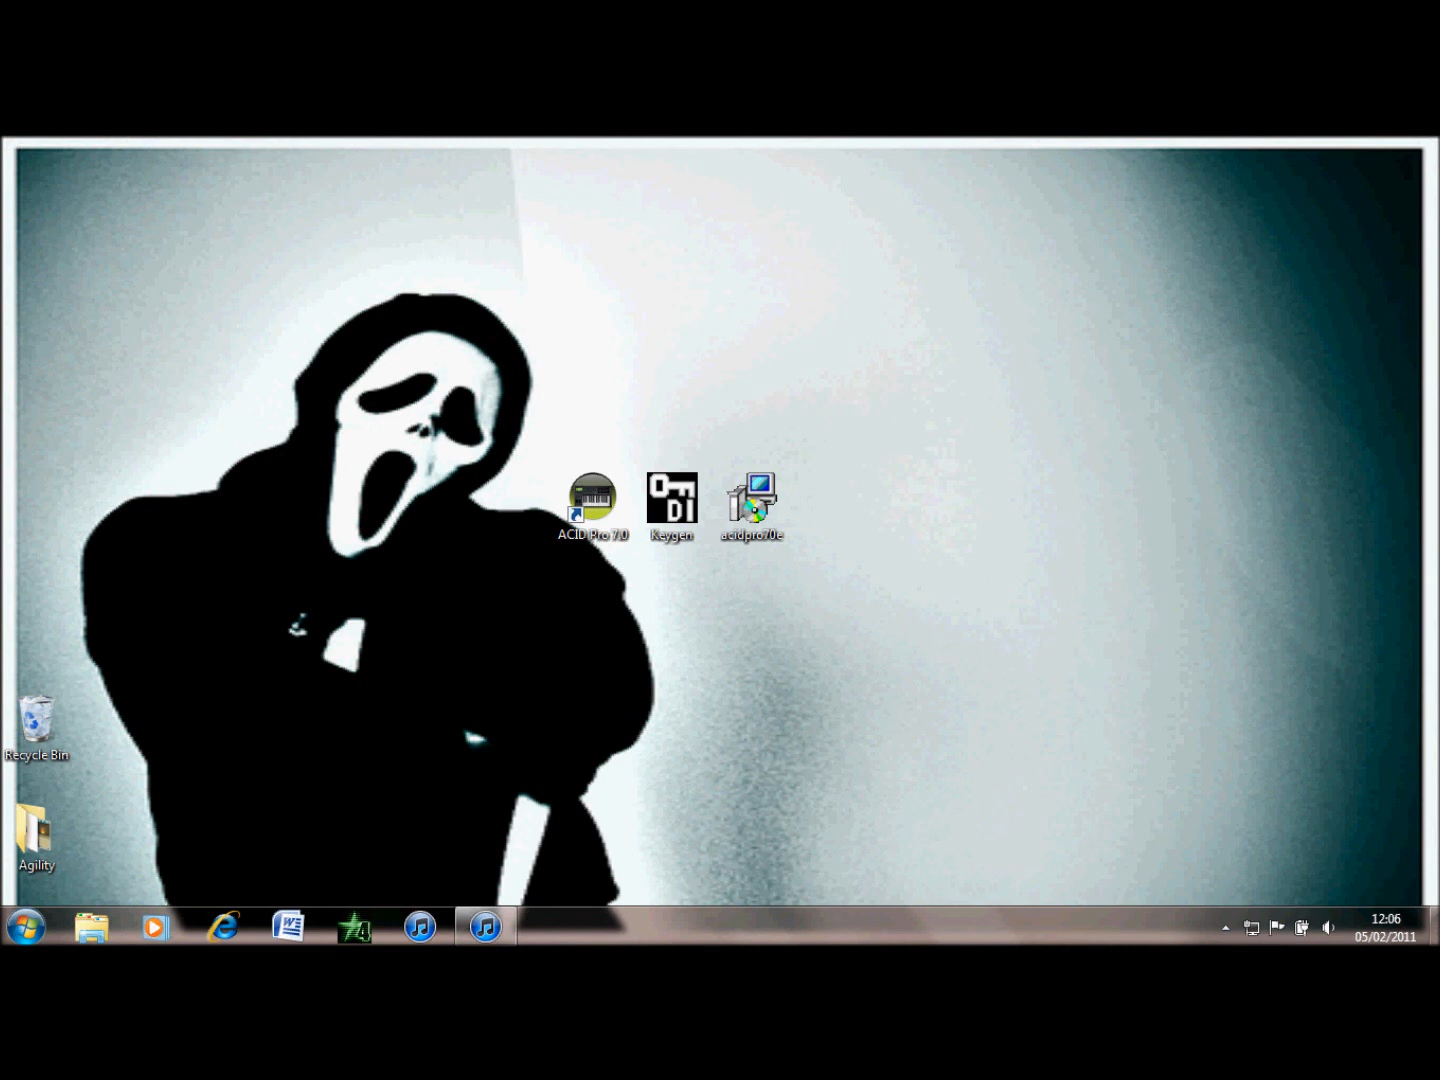 ACID Pro 7.0
Keygen
acidpro70e
Recycle Bin
Agility
12:06
05/02/2011